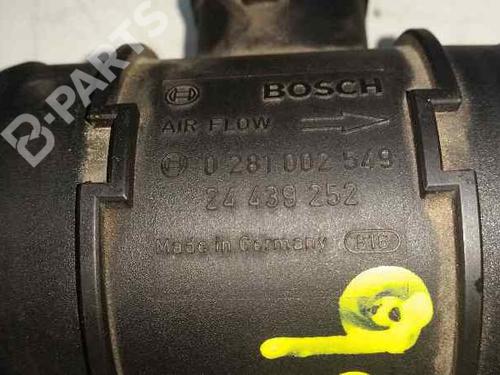 B-PARTS
BOSCH
AIR FLOW
0 281 002 549
24 439 252
Made in Germany B16